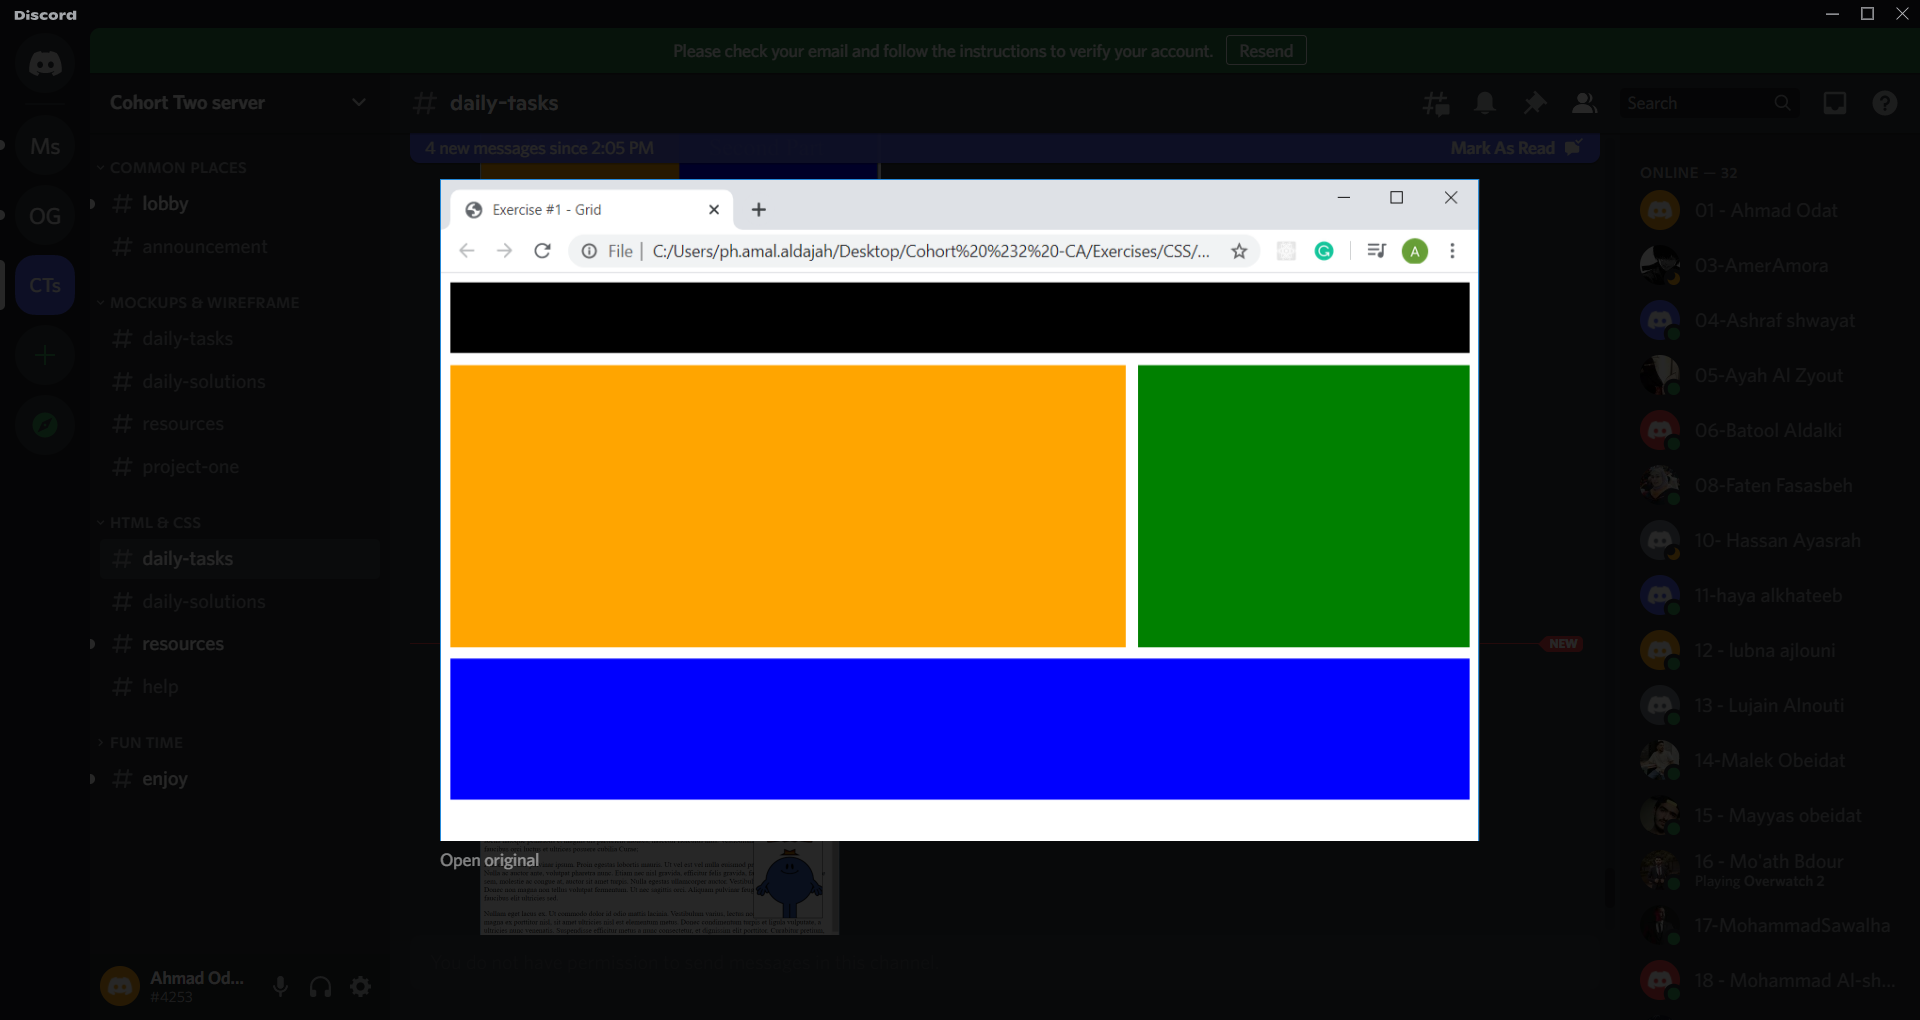 Discord
Please check your email and follow the instructions to verify your account. Resend
Cohort Two server
# daily-tasks
Search
4 new messages since 2:05 PM
Mark As Read
Ms
OG
CTs
COMMON PLACES
# lobby
# announcement
MOCKUPS & WIREFRAME
# daily-tasks
# daily-solutions
# resources
# project-one
HTML & CSS
# daily-tasks
# daily-solutions
# resources
# help
FUN TIME
# enjoy
Ahmad Od...
#4253
Exercise #1 - Grid
File | C:/Users/ph.amal.aldajah/Desktop/Cohort%20%232%20-CA/Exercises/CSS/...
A
NEW
Open original
ONLINE — 32
01 - Ahmad Odat
03-AmerAmora
04-Ashraf shwayat
05-Ayah Al Zyout
06-Batool Aldalki
08-Faten Fasasbeh
10- Hassan Ayasrah
11-haya alkhateeb
12 - lubna ajlouni
13 - Lujain Alnouti
14-Malek Obeidat
15 - Mayyas obeidat
16 - Mo'ath Bdour
Playing Overwatch 2
17-MohammadSawalha
18 - Mohammad Al-sh...